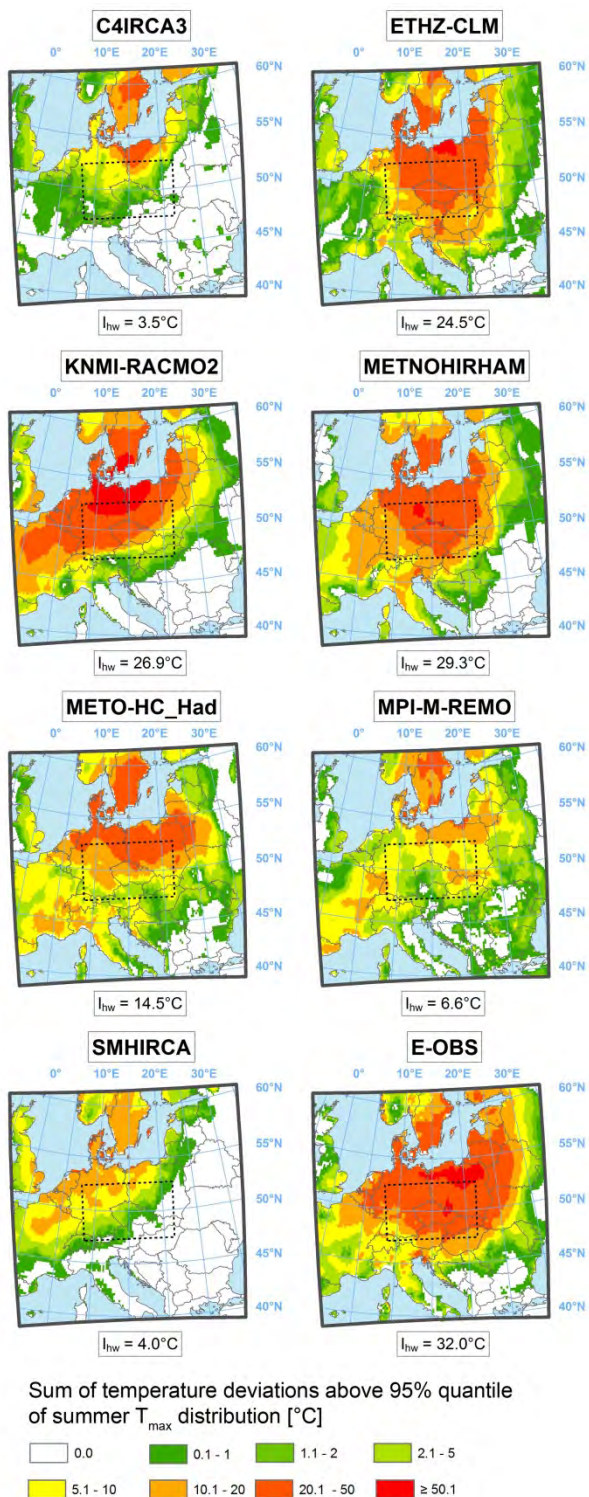 C4IRCA3
ETHZ-CLM
0° 10°E 20°E 30°E
0° 10°E 20°E 30°E
60°N
60°N
55°N
55°N
50°N
50°N
45°N
45°N
40°N
40°N
Ihw = 3.5°C
Ihw = 24.5°C
KNMI-RACMO2
METNOHIRHAM
0° 10°E 20°E 30°E
0° 10°E 20°E 30°E
60°N
60°N
55°N
55°N
50°N
50°N
45°N
45°N
40°N
40°N
Ihw = 26.9°C
Ihw = 29.3°C
METO-HC_Had
MPI-M-REMO
0° 10°E 20°E 30°E
0° 10°E 20°E 30°E
60°N
60°N
55°N
55°N
50°N
50°N
45°N
45°N
40°N
40°N
Ihw = 14.5°C
Ihw = 6.6°C
SMHIRCA
E-OBS
0° 10°E 20°E 30°E
0° 10°E 20°E 30°E
60°N
60°N
55°N
55°N
50°N
50°N
45°N
45°N
40°N
40°N
Ihw = 4.0°C
Ihw = 32.0°C
Sum of temperature deviations above 95% quantile
of summer Tmax distribution [°C]
0.0 0.1 - 1 1.1 - 2 2.1 - 5
5.1 - 10 10.1 - 20 20.1 - 50 ≥ 50.1